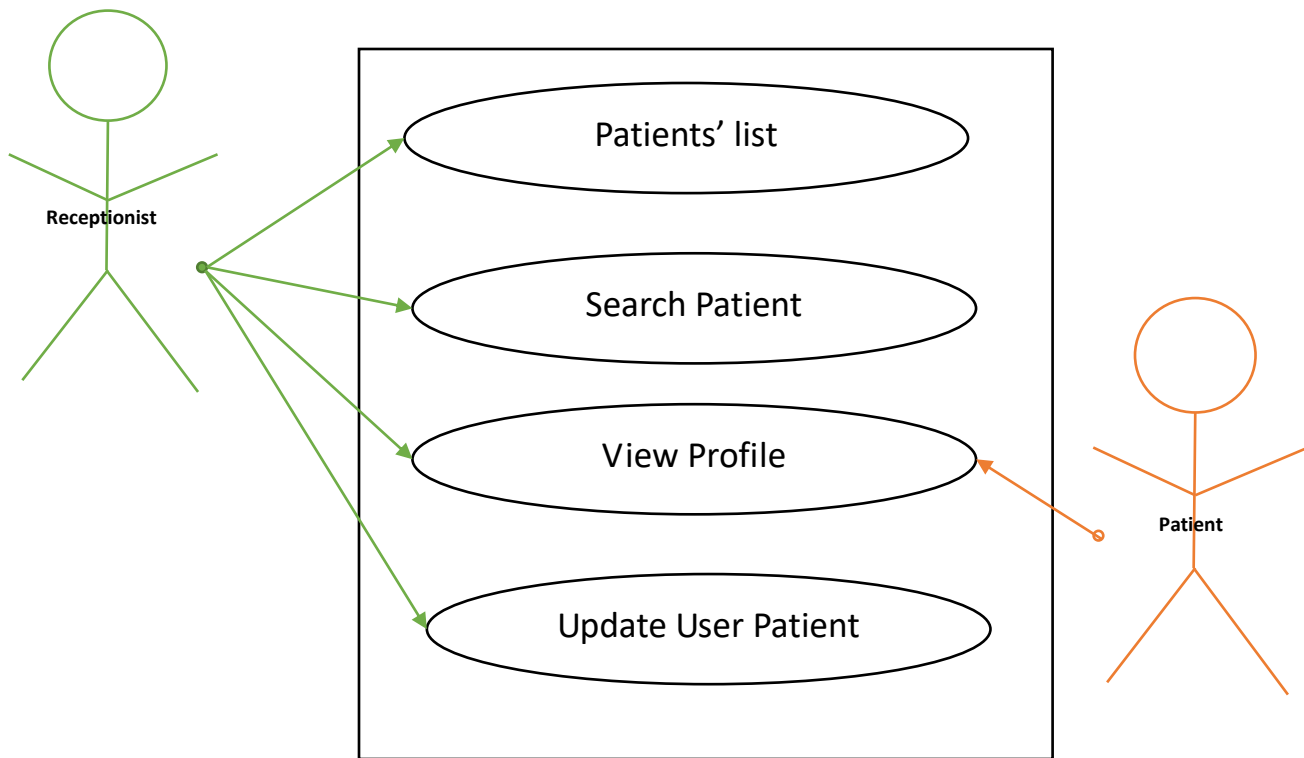 Patients’ list
Receptionist
Search Patient
View Profile
Patient
Update User Patient